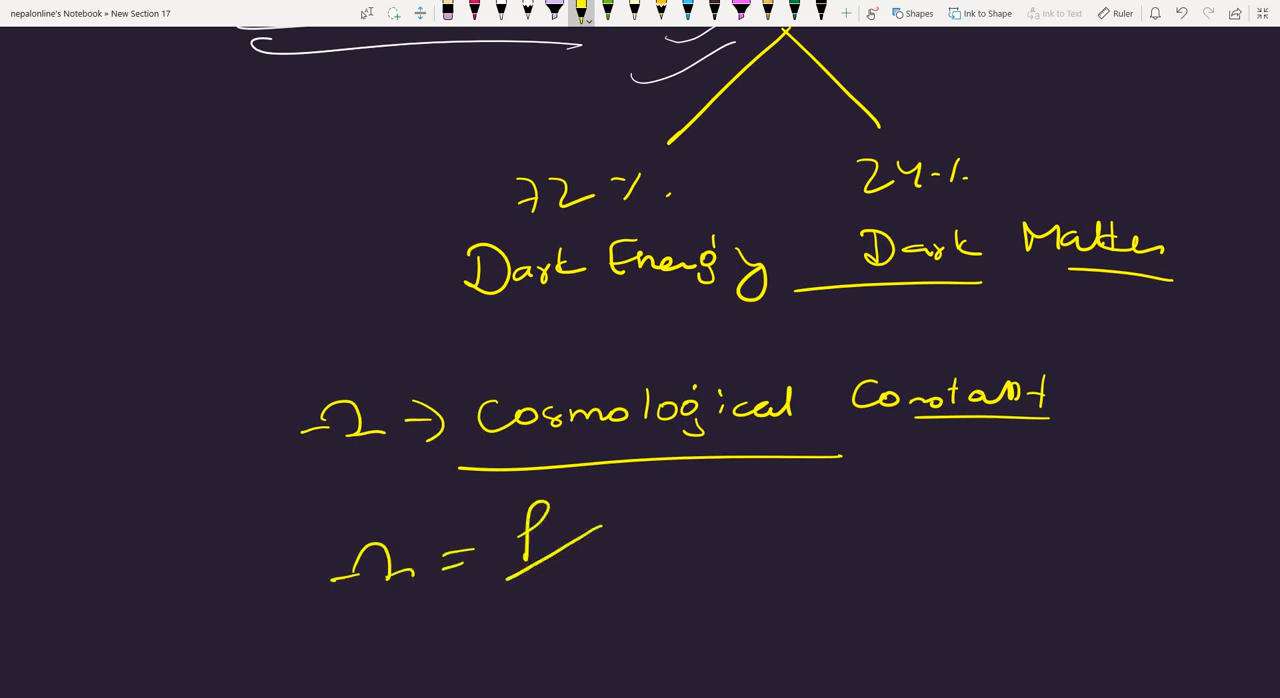 nepalonline's Notebook » New Section 17
Shapes Ink to Shape Ink to Text Ruler
72 % . 24 %
Dark Energy Dark Matter
Ω → Cosmological Constant
Ω = ρ